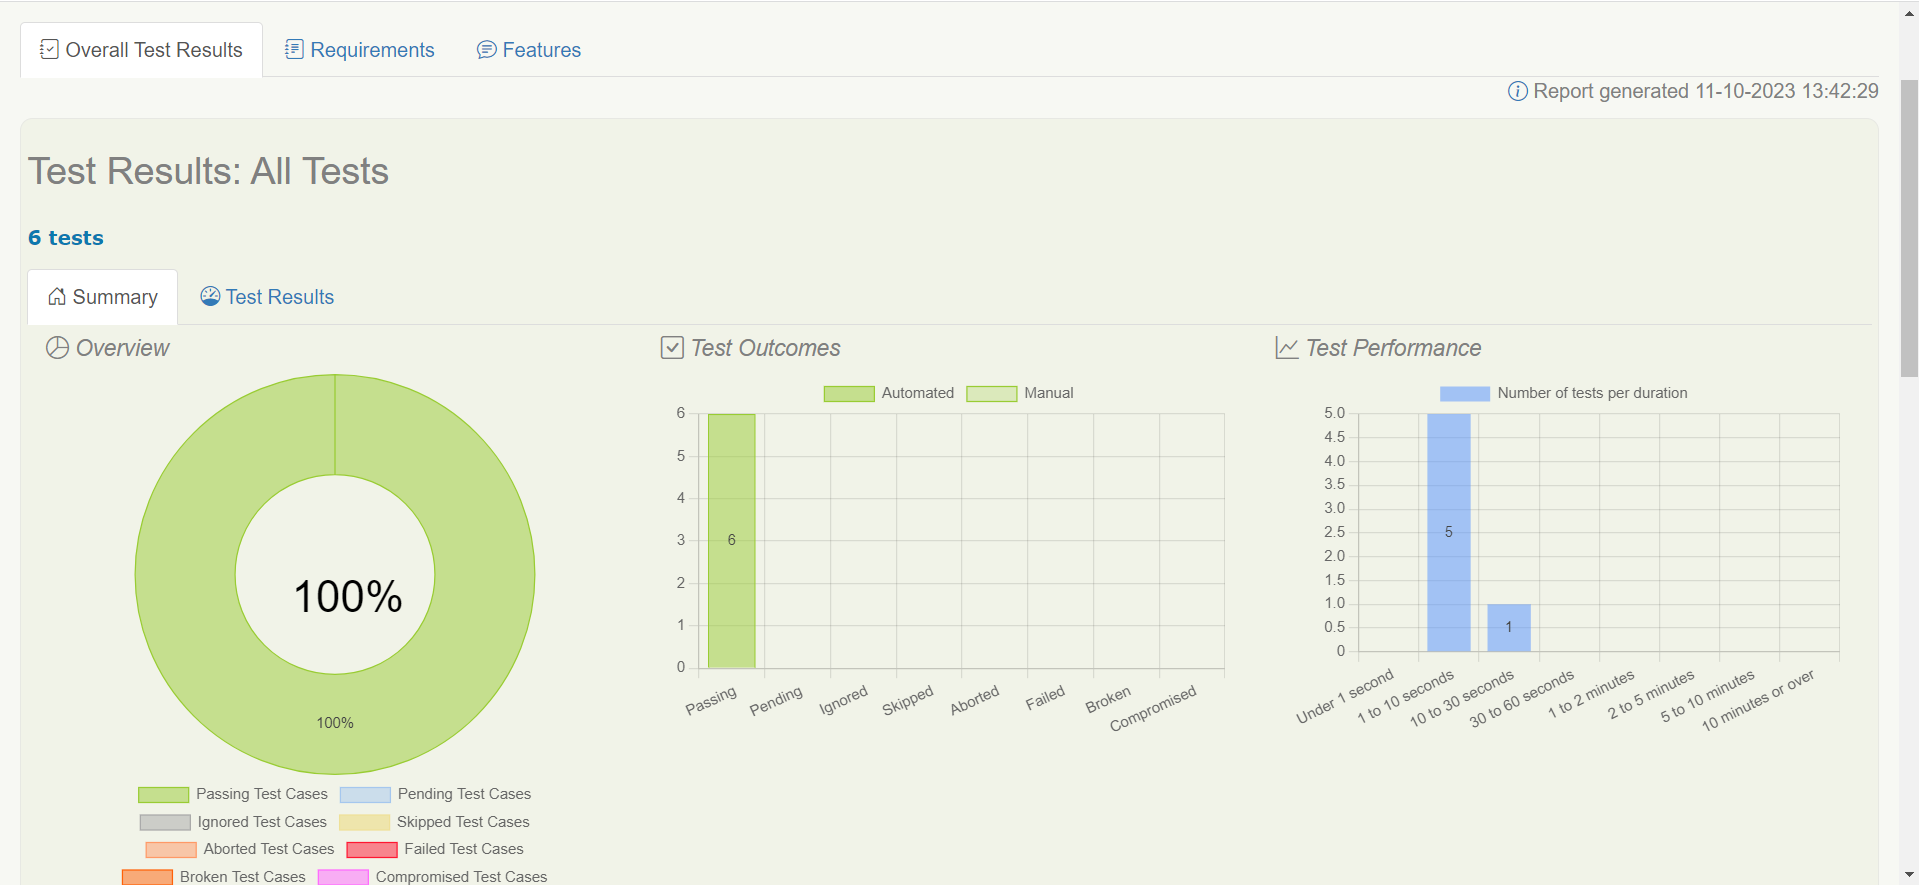 Overall Test Results
Requirements
Features
Report generated 11-10-2023 13:42:29
Test Results: All Tests
6 tests
Summary
Test Results
Overview
100%
100%
Passing Test Cases
Pending Test Cases
Ignored Test Cases
Skipped Test Cases
Aborted Test Cases
Failed Test Cases
Broken Test Cases
Compromised Test Cases
Test Outcomes
Automated
Manual
6
5
4
3
2
1
0
6
Passing
Pending
Ignored
Skipped
Aborted
Failed
Broken
Compromised
Test Performance
Number of tests per duration
5.0
4.5
4.0
3.5
3.0
2.5
2.0
1.5
1.0
0.5
0
5
1
Under 1 second
1 to 10 seconds
10 to 30 seconds
30 to 60 seconds
1 to 2 minutes
2 to 5 minutes
5 to 10 minutes
10 minutes or over